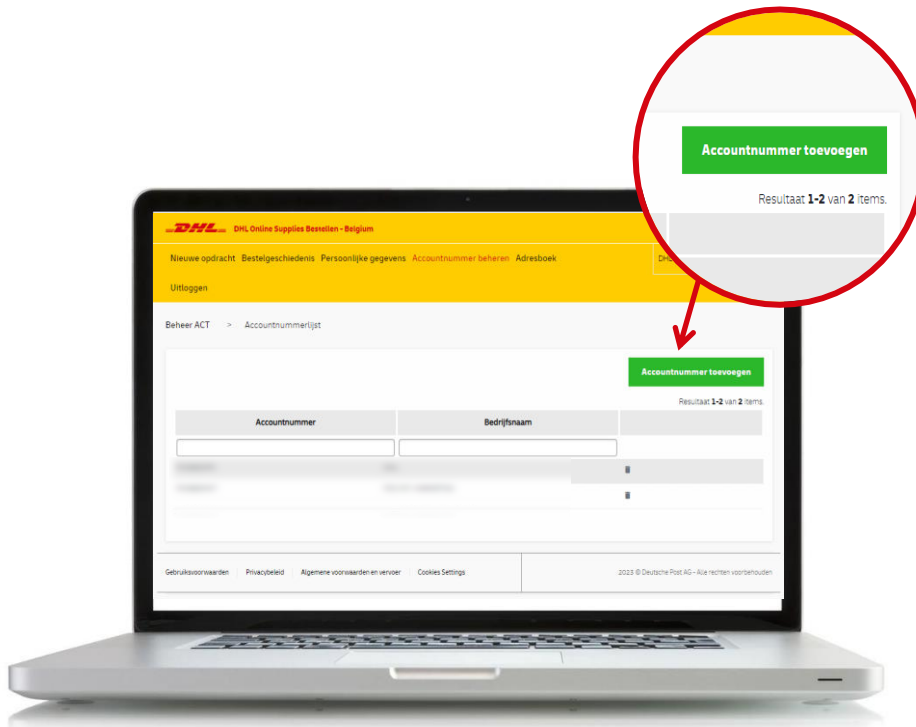 Accountnummer toevoegen
Resultaat 1-2 van 2 items.
DHL DHL Online Supplies Bestellen - Belgium
Nieuwe opdracht Bestelgeschiedenis Persoonlijke gegevens Accountnummer beheren Adresboek
Uitloggen
Beheer ACT > Accountnummerlijst
Accountnummer toevoegen
Resultaat 1-2 van 2 items.
Accountnummer Bedrijfsnaam
Gebruiksvoorwaarden Privacybeleid Algemene voorwaarden en vervoer Cookies Settings 2023 © Deutsche Post AG - Alle rechten voorbehouden